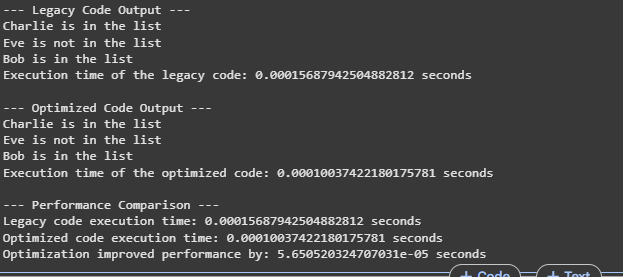 --- Legacy Code Output ---
Charlie is in the list
Eve is not in the list
Bob is in the list
Execution time of the legacy code: 0.00015687942504882812 seconds
--- Optimized Code Output ---
Charlie is in the list
Eve is not in the list
Bob is in the list
Execution time of the optimized code: 0.00010037422180175781 seconds
--- Performance Comparison ---
Legacy code execution time: 0.00015687942504882812 seconds
Optimized code execution time: 0.00010037422180175781 seconds
Optimization improved performance by: 5.650520324707031e-05 seconds
+ Code + Text